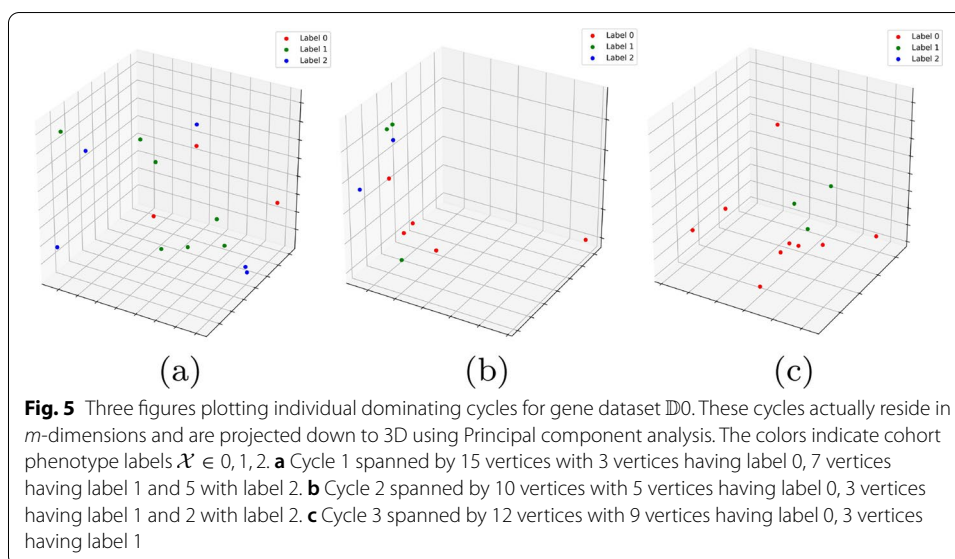 Label 0
Label 1
Label 2
Label 0
Label 1
Label 2
Label 0
Label 1
Label 2
(a)
(b)
(c)
Fig. 5 Three figures plotting individual dominating cycles for gene dataset 𝔻0. These cycles actually reside in
m-dimensions and are projected down to 3D using Principal component analysis. The colors indicate cohort
phenotype labels 𝒳 ∈ 0, 1, 2. a Cycle 1 spanned by 15 vertices with 3 vertices having label 0, 7 vertices
having label 1 and 5 with label 2. b Cycle 2 spanned by 10 vertices with 5 vertices having label 0, 3 vertices
having label 1 and 2 with label 2. c Cycle 3 spanned by 12 vertices with 9 vertices having label 0, 3 vertices
having label 1